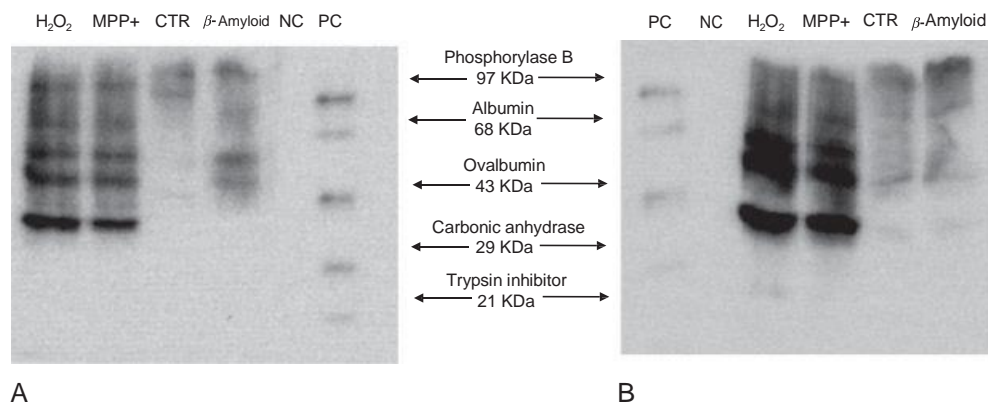 H₂O₂ MPP+ CTR β-Amyloid NC PC
PC NC H₂O₂ MPP+ CTR β-Amyloid
Phosphorylase B
97 KDa
Albumin
68 KDa
Ovalbumin
43 KDa
Carbonic anhydrase
29 KDa
Trypsin inhibitor
21 KDa
A
B